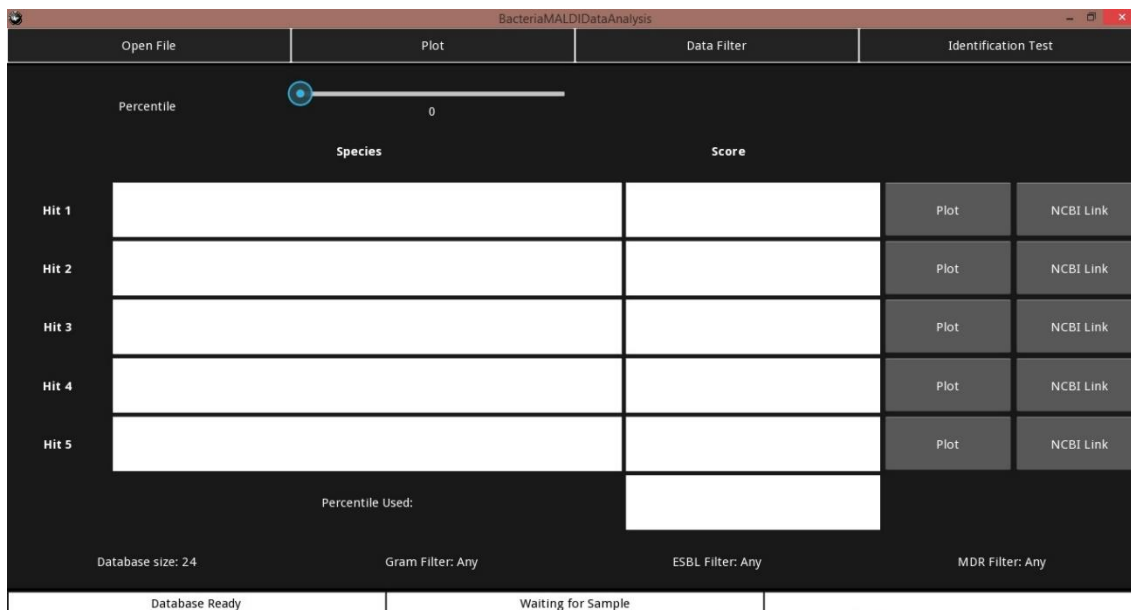 BacteriaMALDIDataAnalysis
Open File Plot Data Filter Identification Test
Percentile
0
Species Score
Hit 1 Plot NCBI Link
Hit 2 Plot NCBI Link
Hit 3 Plot NCBI Link
Hit 4 Plot NCBI Link
Hit 5 Plot NCBI Link
Percentile Used:
Database size: 24 Gram Filter: Any ESBL Filter: Any MDR Filter: Any
Database Ready Waiting for Sample